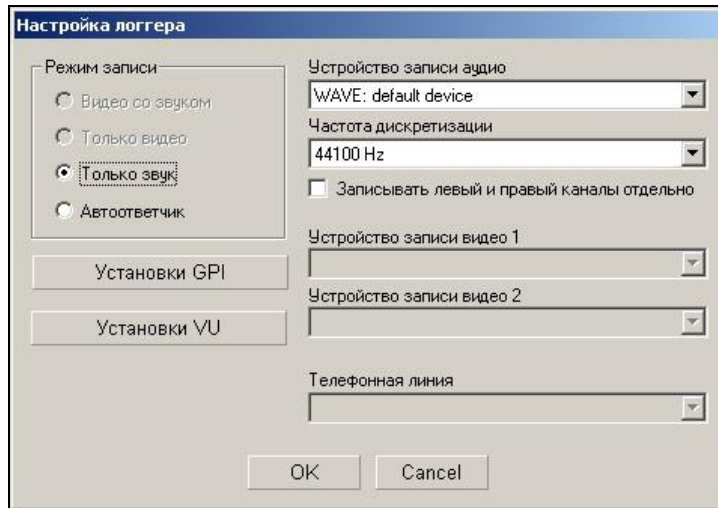 Настройка логгера
Режим записи
Видео со звуком
Только видео
Только звук
Автоответчик
Установки GPI
Установки VU
Устройство записи аудио
WAVE: default device
Частота дискретизации
44100 Hz
Записывать левый и правый каналы отдельно
Устройство записи видео 1
Устройство записи видео 2
Телефонная линия
OK
Cancel